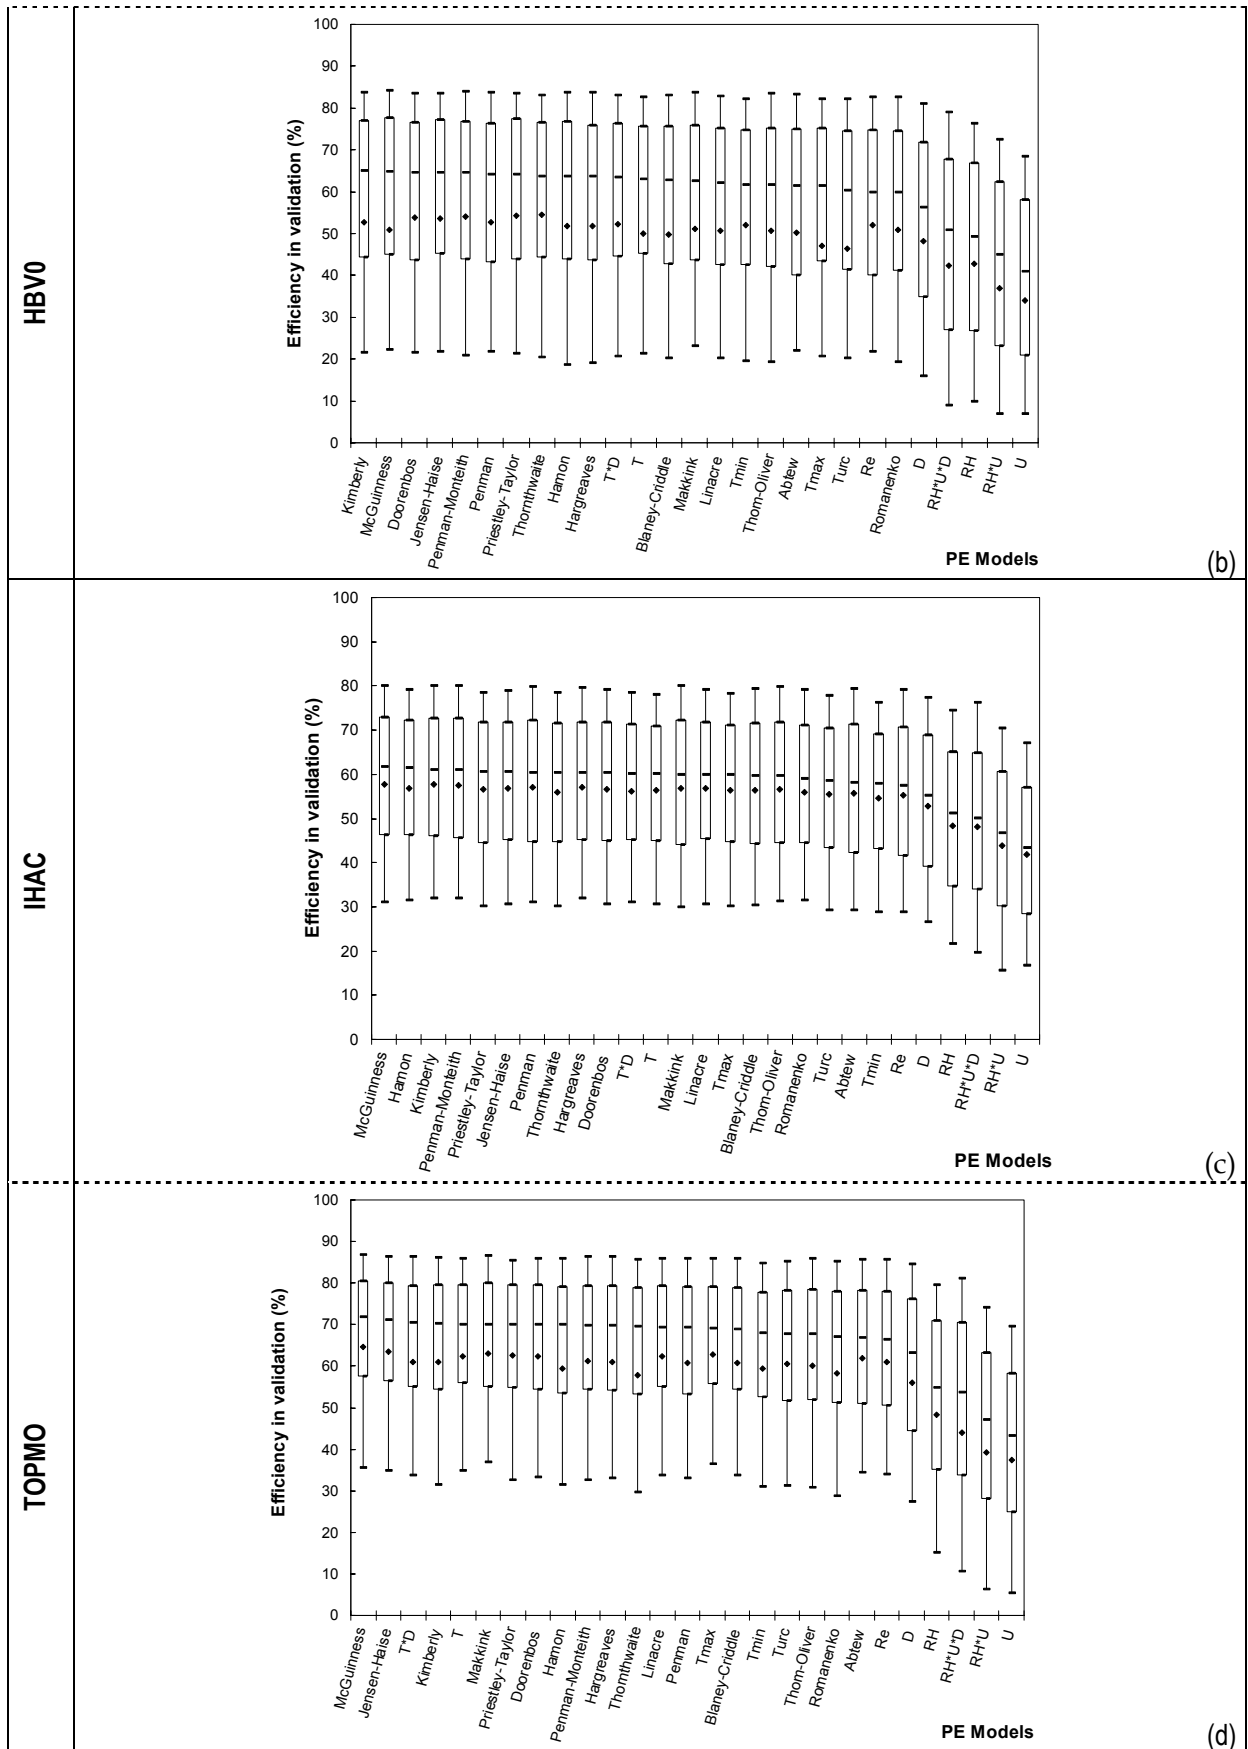 HBV0
Efficiency in validation (%)
100
90
80
70
60
50
40
30
20
10
0
Kimberly
McGuinness
Doorenbos
Jensen-Haise
Penman-Monteith
Penman
Priestley-Taylor
Thornthwaite
Hamon
Hargreaves
T*D
T
Blaney-Criddle
Makkink
Linacre
Tmin
Thom-Oliver
Abtew
Tmax
Turc
Re
Romanenko
D
RH*U*D
RH
RH*U
U
PE Models
(b)
IHAC
Efficiency in validation (%)
100
90
80
70
60
50
40
30
20
10
0
McGuinness
Hamon
Kimberly
Penman-Monteith
Priestley-Taylor
Jensen-Haise
Penman
Thornthwaite
Hargreaves
Doorenbos
T*D
T
Makkink
Linacre
Tmax
Blaney-Criddle
Thom-Oliver
Romanenko
Turc
Abtew
Tmin
Re
D
RH
RH*U*D
RH*U
U
PE Models
(c)
TOPMO
Efficiency in validation (%)
100
90
80
70
60
50
40
30
20
10
0
McGuinness
Jensen-Haise
T*D
Kimberly
T
Makkink
Priestley-Taylor
Doorenbos
Hamon
Penman-Monteith
Hargreaves
Thornthwaite
Linacre
Penman
Tmax
Blaney-Criddle
Tmin
Turc
Thom-Oliver
Romanenko
Abtew
Re
D
RH
RH*U*D
RH*U
U
PE Models
(d)